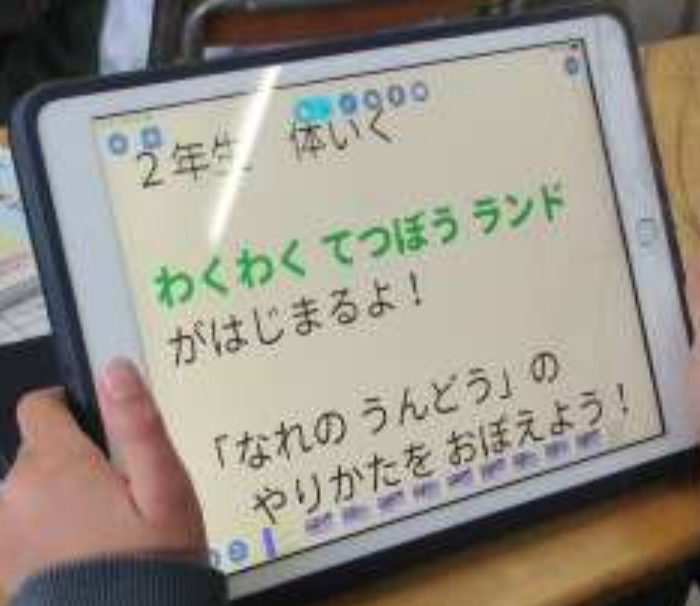 2年生 体いく
わくわく てつぼう ランド
がはじまるよ!
「なれの うんどう」の
やりかたを おぼえよう!